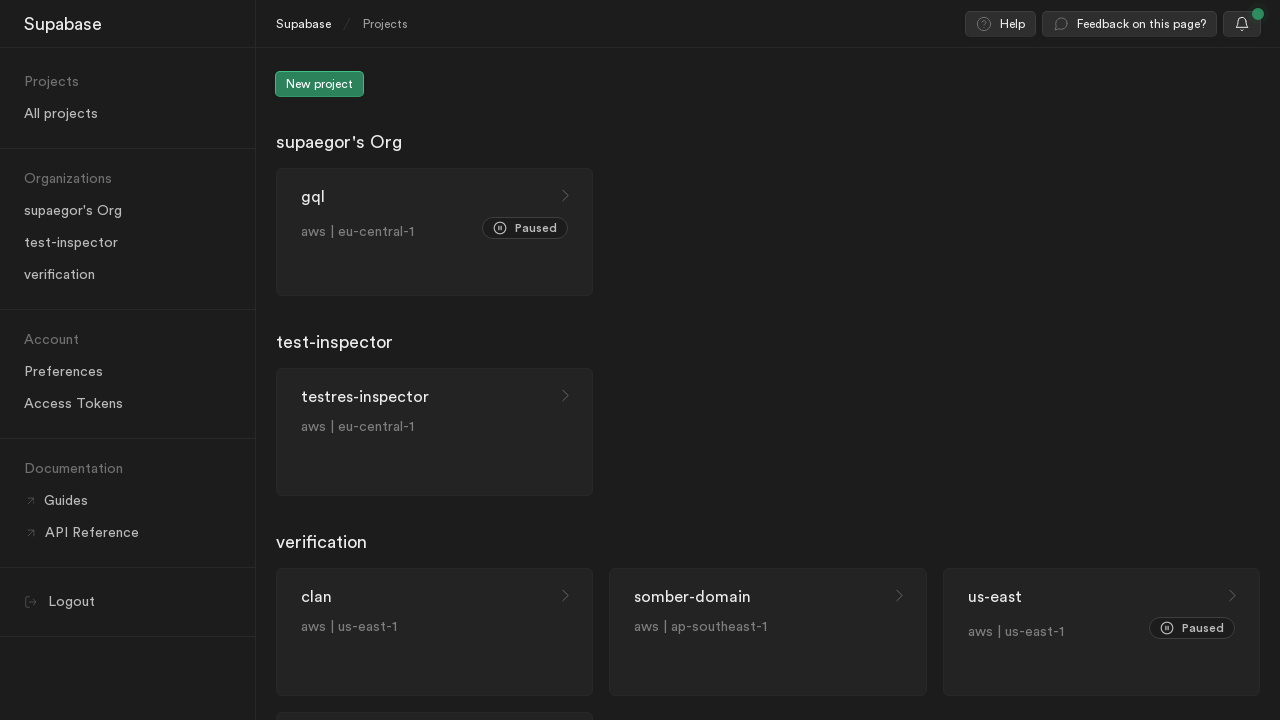 Supabase
Supabase / Projects
Help
Feedback on this page?
Projects
All projects
Organizations
supaegor's Org
test-inspector
verification
Account
Preferences
Access Tokens
Documentation
Guides
API Reference
Logout
New project
supaegor's Org
gql
aws | eu-central-1
Paused
test-inspector
testres-inspector
aws | eu-central-1
verification
clan
aws | us-east-1
somber-domain
aws | ap-southeast-1
us-east
aws | us-east-1
Paused